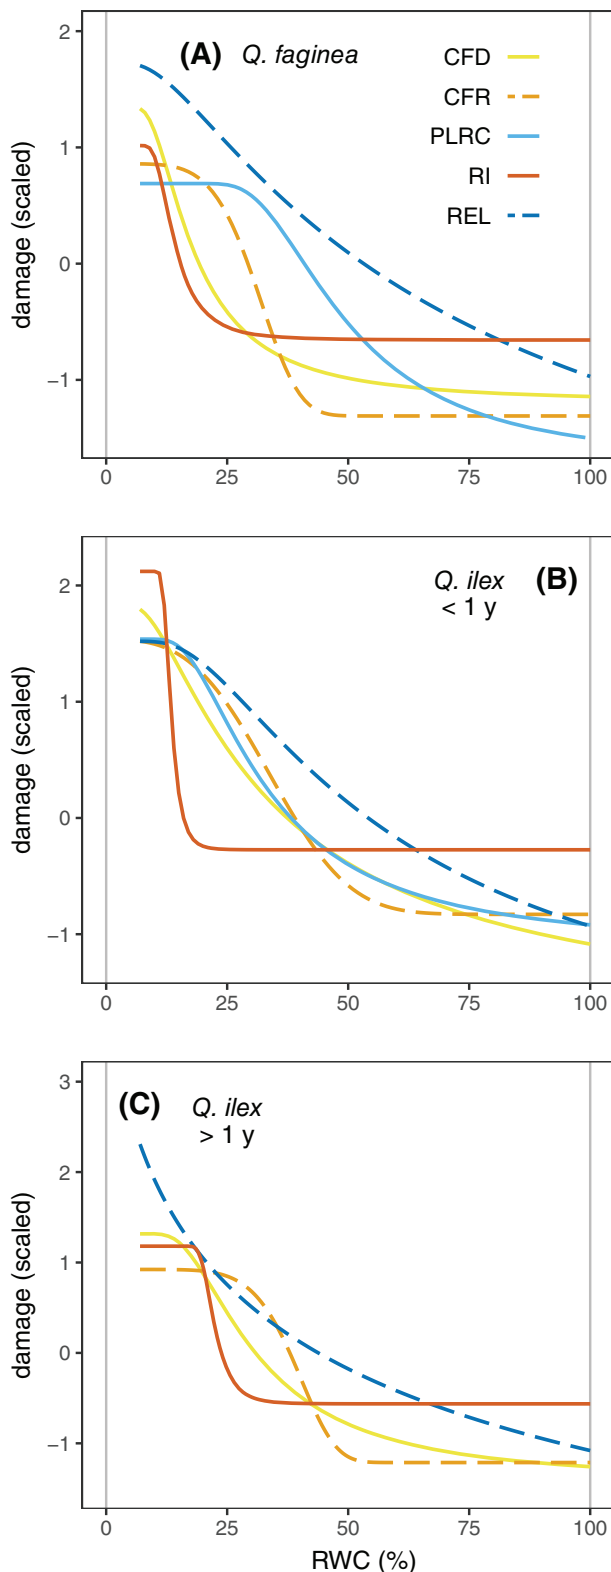 (A) Q. faginea
CFD
CFR
PLRC
RI
REL
damage (scaled)
2
1
0
−1
0 25 50 75 100
Q. ilex (B)
< 1 y
damage (scaled)
2
1
0
−1
0 25 50 75 100
(C) Q. ilex
> 1 y
damage (scaled)
3
2
1
0
−1
0 25 50 75 100
RWC (%)